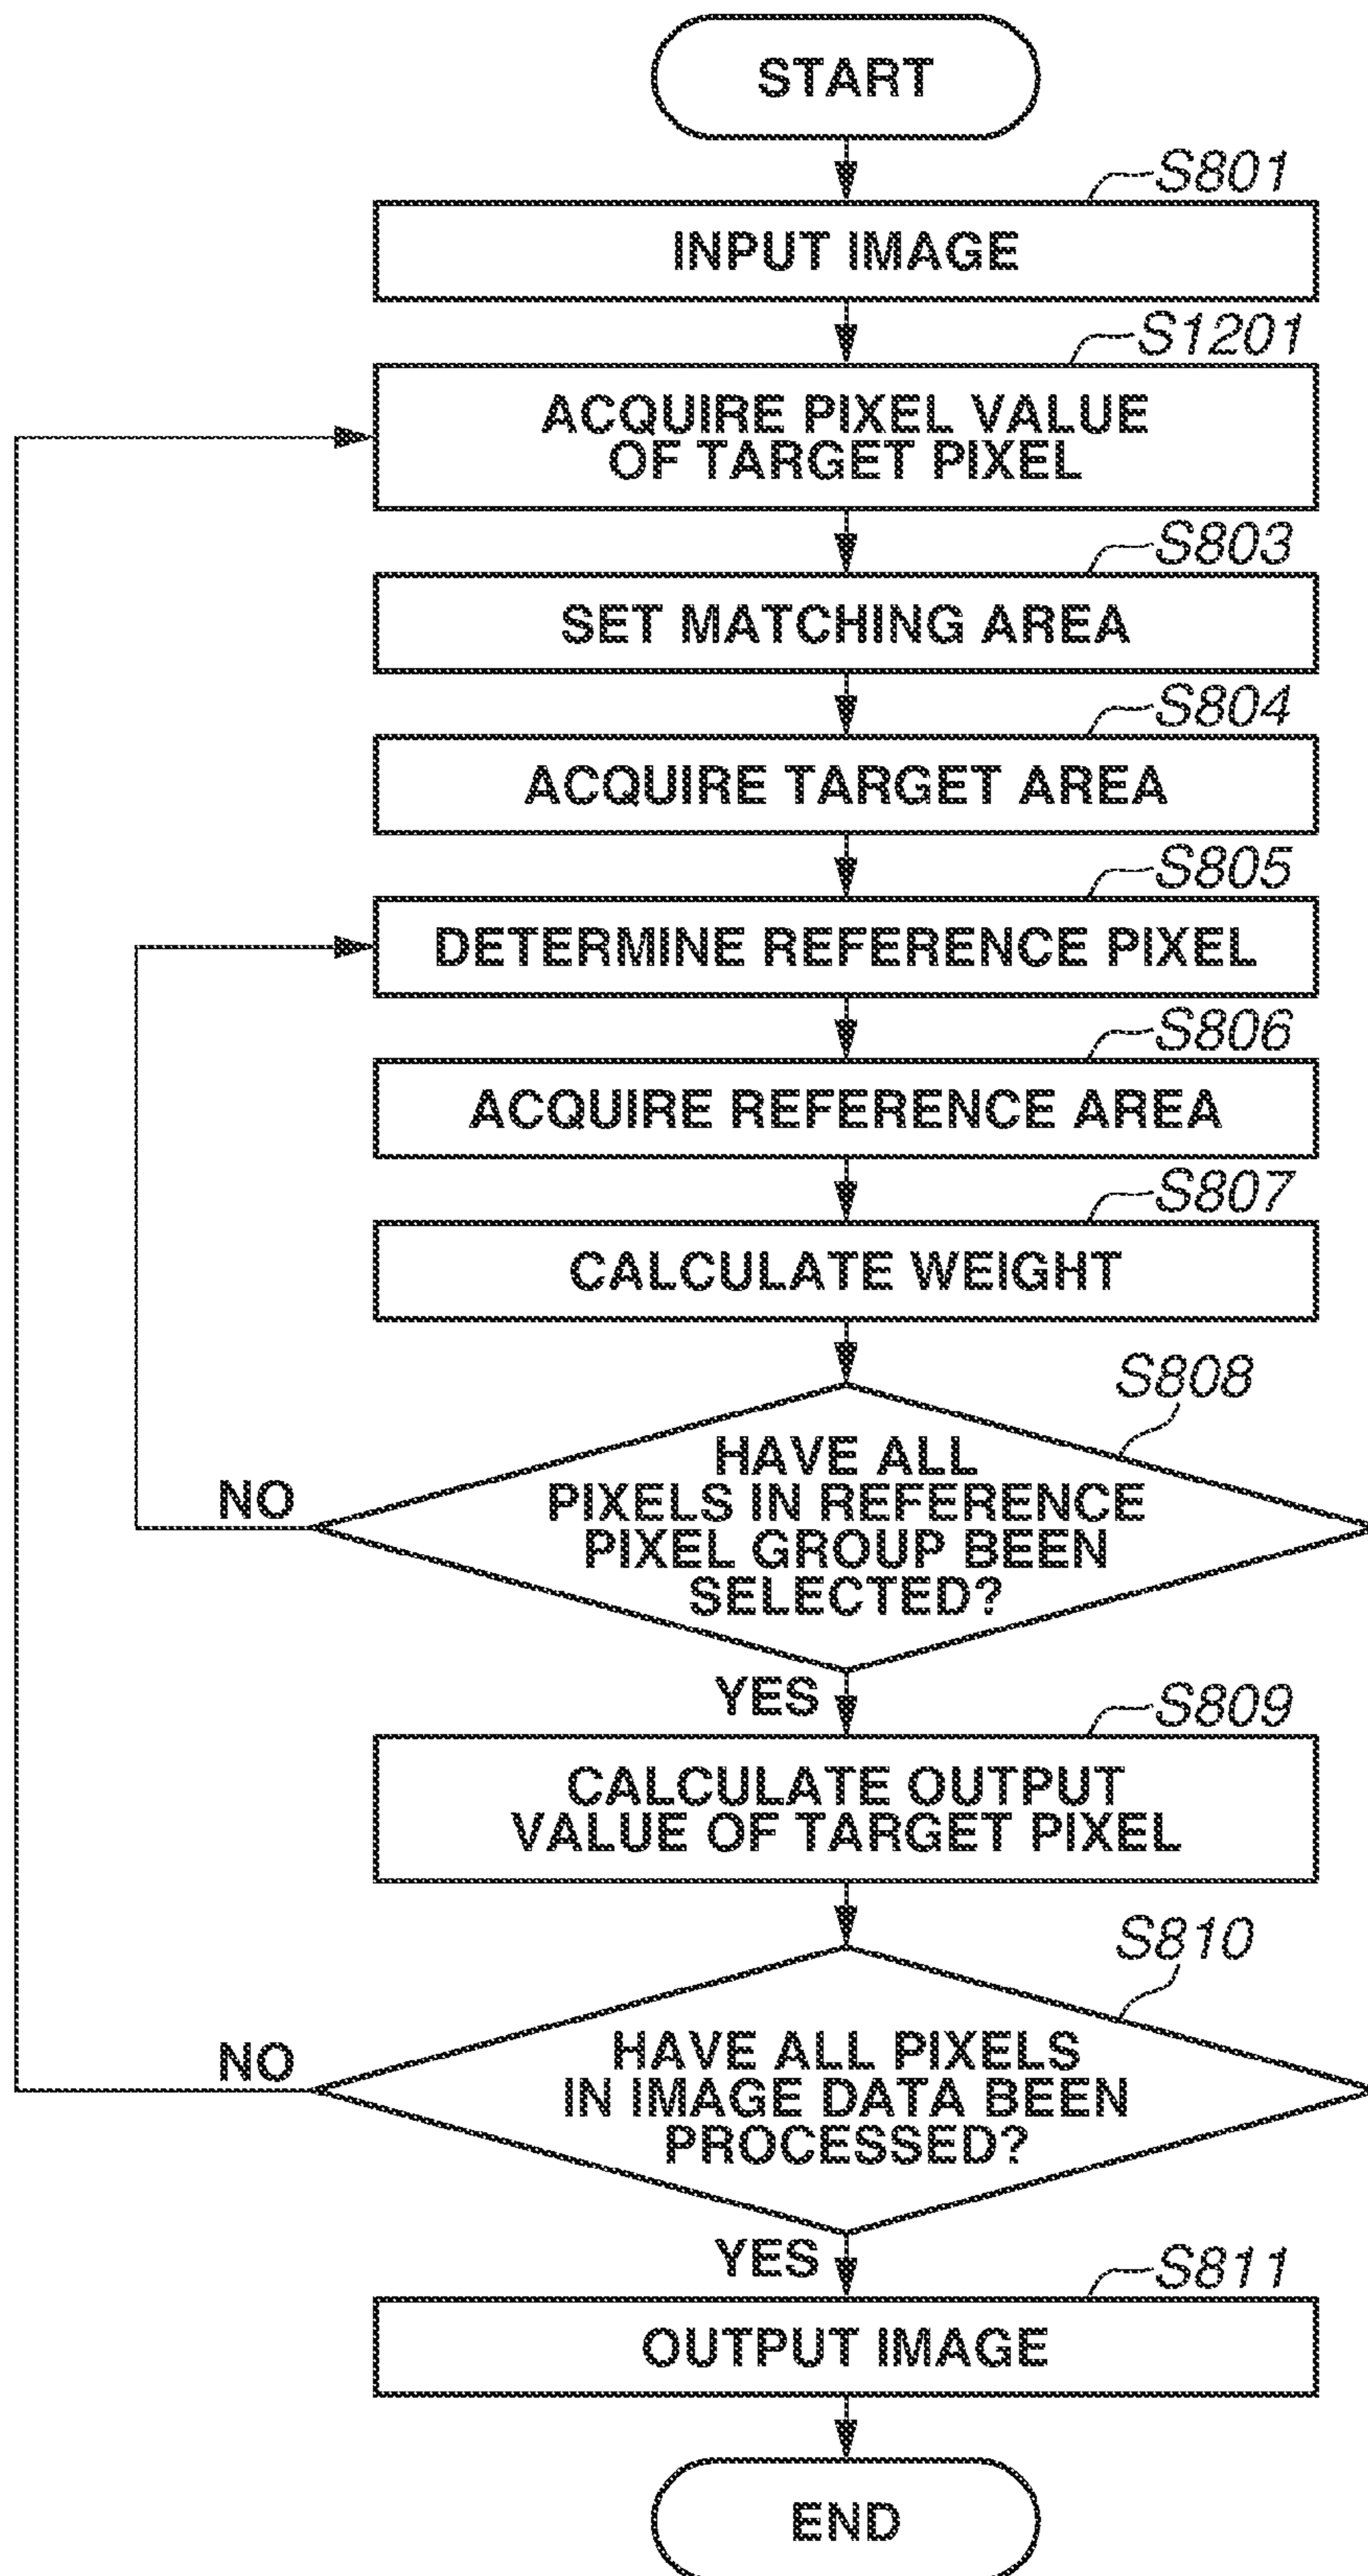 START
S801
INPUT IMAGE
S1201
ACQUIRE PIXEL VALUE
OF TARGET PIXEL
S803
SET MATCHING AREA
S804
ACQUIRE TARGET AREA
S805
DETERMINE REFERENCE PIXEL
S806
ACQUIRE REFERENCE AREA
S807
CALCULATE WEIGHT
S808
HAVE ALL
PIXELS IN REFERENCE
PIXEL GROUP BEEN
SELECTED?
NO
YES
S809
CALCULATE OUTPUT
VALUE OF TARGET PIXEL
S810
HAVE ALL PIXELS
IN IMAGE DATA BEEN
PROCESSED?
NO
YES
S811
OUTPUT IMAGE
END